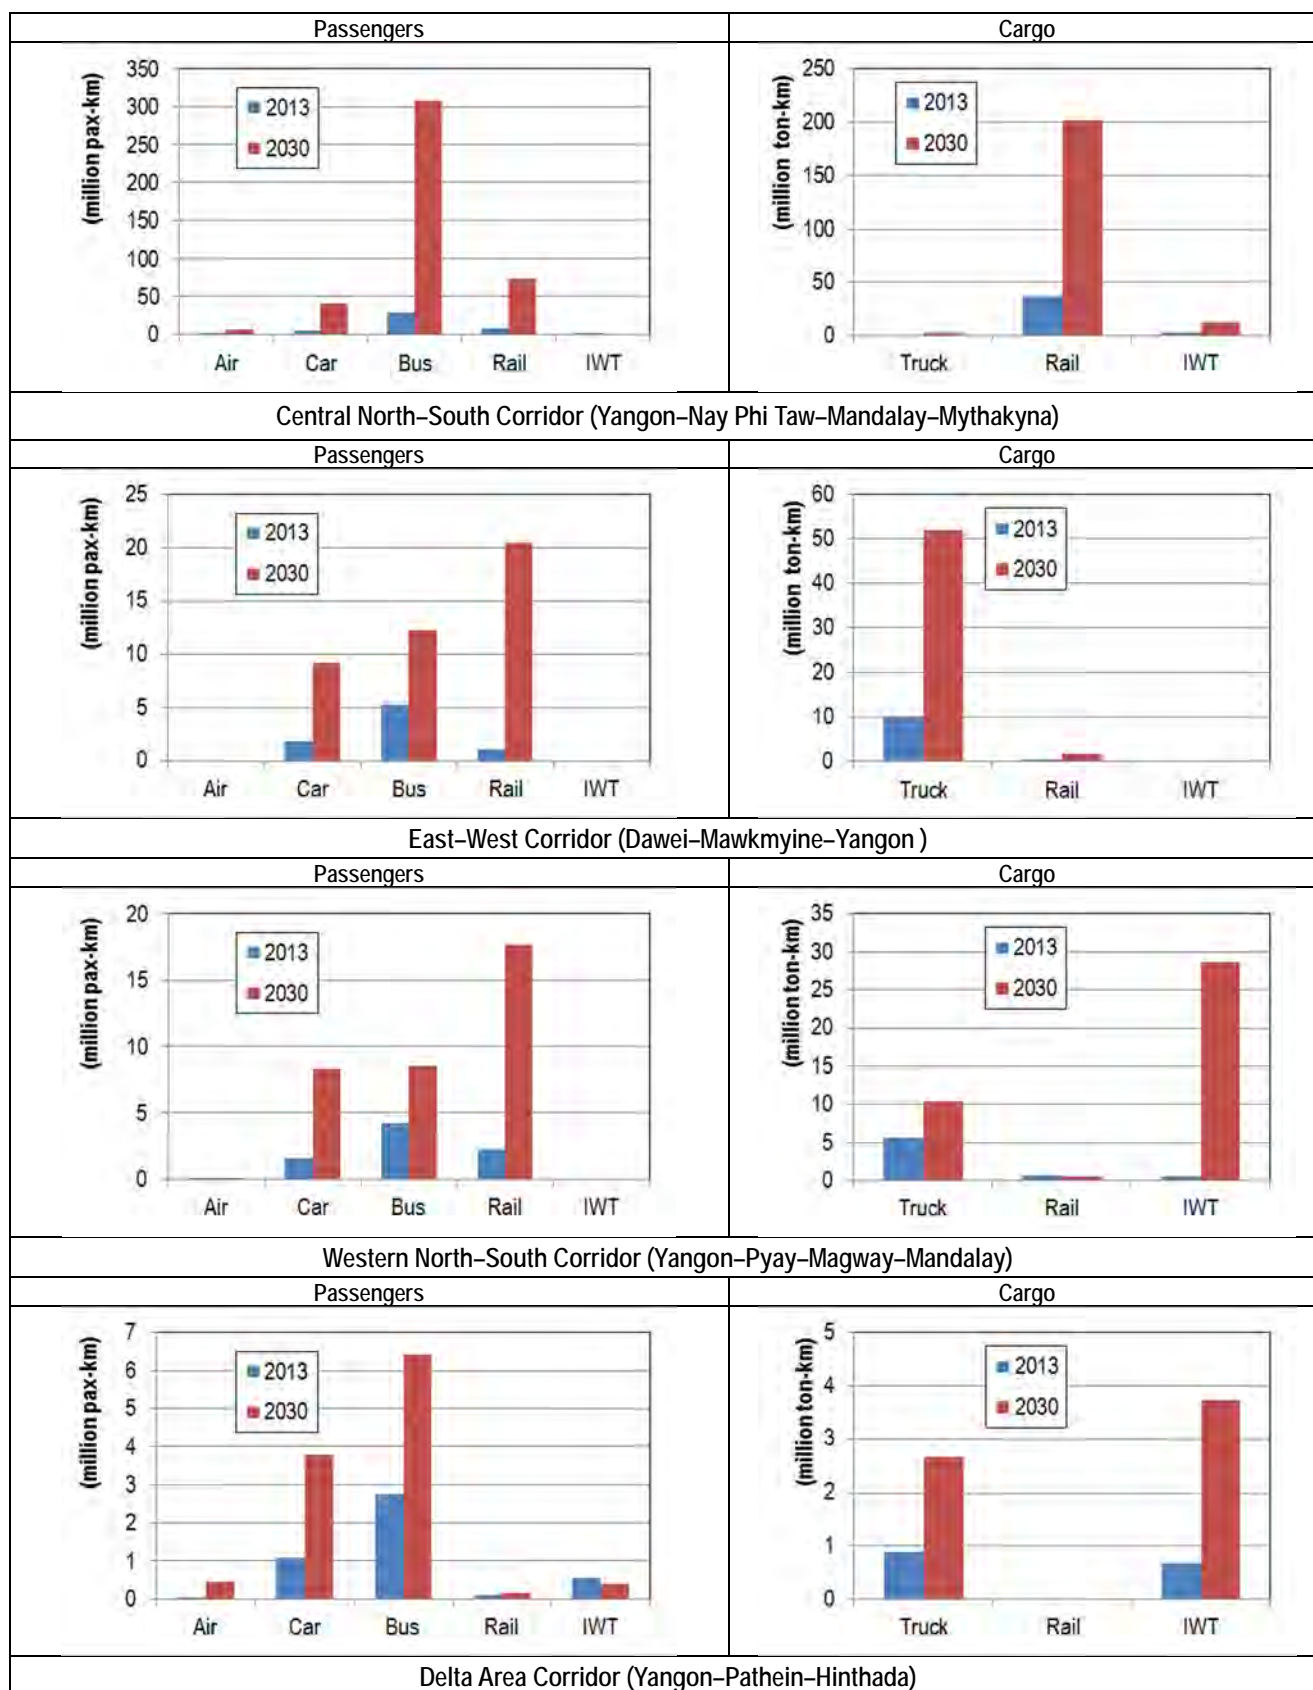 Passengers Cargo
(million pax-km)
350
300
250
200
150
100
50
0
2013
2030
Air Car Bus Rail IWT
(million ton-km)
250
200
150
100
50
0
2013
2030
Truck Rail IWT
Central North–South Corridor (Yangon–Nay Phi Taw–Mandalay–Mythakyna)
Passengers Cargo
(million pax-km)
25
20
15
10
5
0
2013
2030
Air Car Bus Rail IWT
(million ton-km)
60
50
40
30
20
10
0
2013
2030
Truck Rail IWT
East–West Corridor (Dawei–Mawkmyine–Yangon )
Passengers Cargo
(million pax-km)
20
15
10
5
0
2013
2030
Air Car Bus Rail IWT
(million ton-km)
35
30
25
20
15
10
5
0
2013
2030
Truck Rail IWT
Western North–South Corridor (Yangon–Pyay–Magway–Mandalay)
Passengers Cargo
(million pax-km)
7
6
5
4
3
2
1
0
2013
2030
Air Car Bus Rail IWT
(million ton-km)
5
4
3
2
1
0
2013
2030
Truck Rail IWT
Delta Area Corridor (Yangon–Pathein–Hinthada)